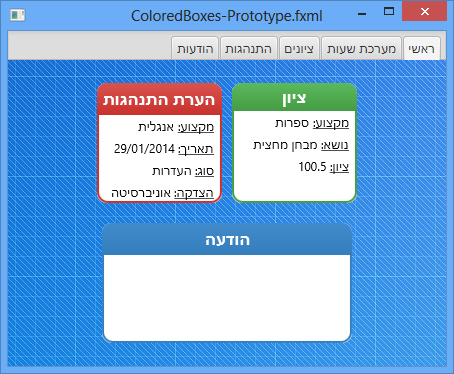 ColoredBoxes-Prototype.fxml
ראשי מערכת שעות ציונים התנהגות הודעות
ציון
מקצוע: ספרות
נושא: מבחן מחצית
ציון: 100.5
הערת התנהגות
מקצוע: אנגלית
תאריך: 29/01/2014
סוג: העדרות
הצדקה: אוניברסיטה
הודעה